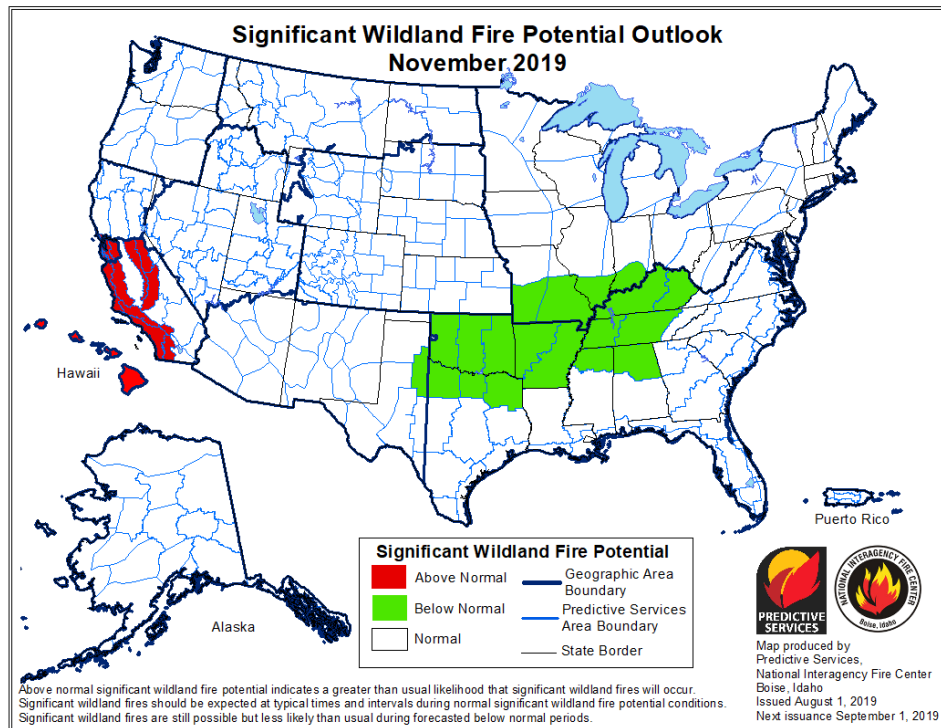 Significant Wildland Fire Potential Outlook
November 2019
Hawaii
Alaska
Puerto Rico
Significant Wildland Fire Potential
Above Normal
Below Normal
Normal
Geographic Area
Boundary
Predictive Services
Area Boundary
State Border
PREDICTIVE
SERVICES
NATIONAL INTERAGENCY FIRE CENTER
Boise, Idaho
Map produced by
Predictive Services,
National Interagency Fire Center
Boise, Idaho
Issued August 1, 2019
Next issuance September 1, 2019
Above normal significant wildland fire potential indicates a greater than usual likelihood that significant wildland fires will occur.
Significant wildland fires should be expected at typical times and intervals during normal significant wildland fire potential conditions.
Significant wildland fires are still possible but less likely than usual during forecasted below normal periods.